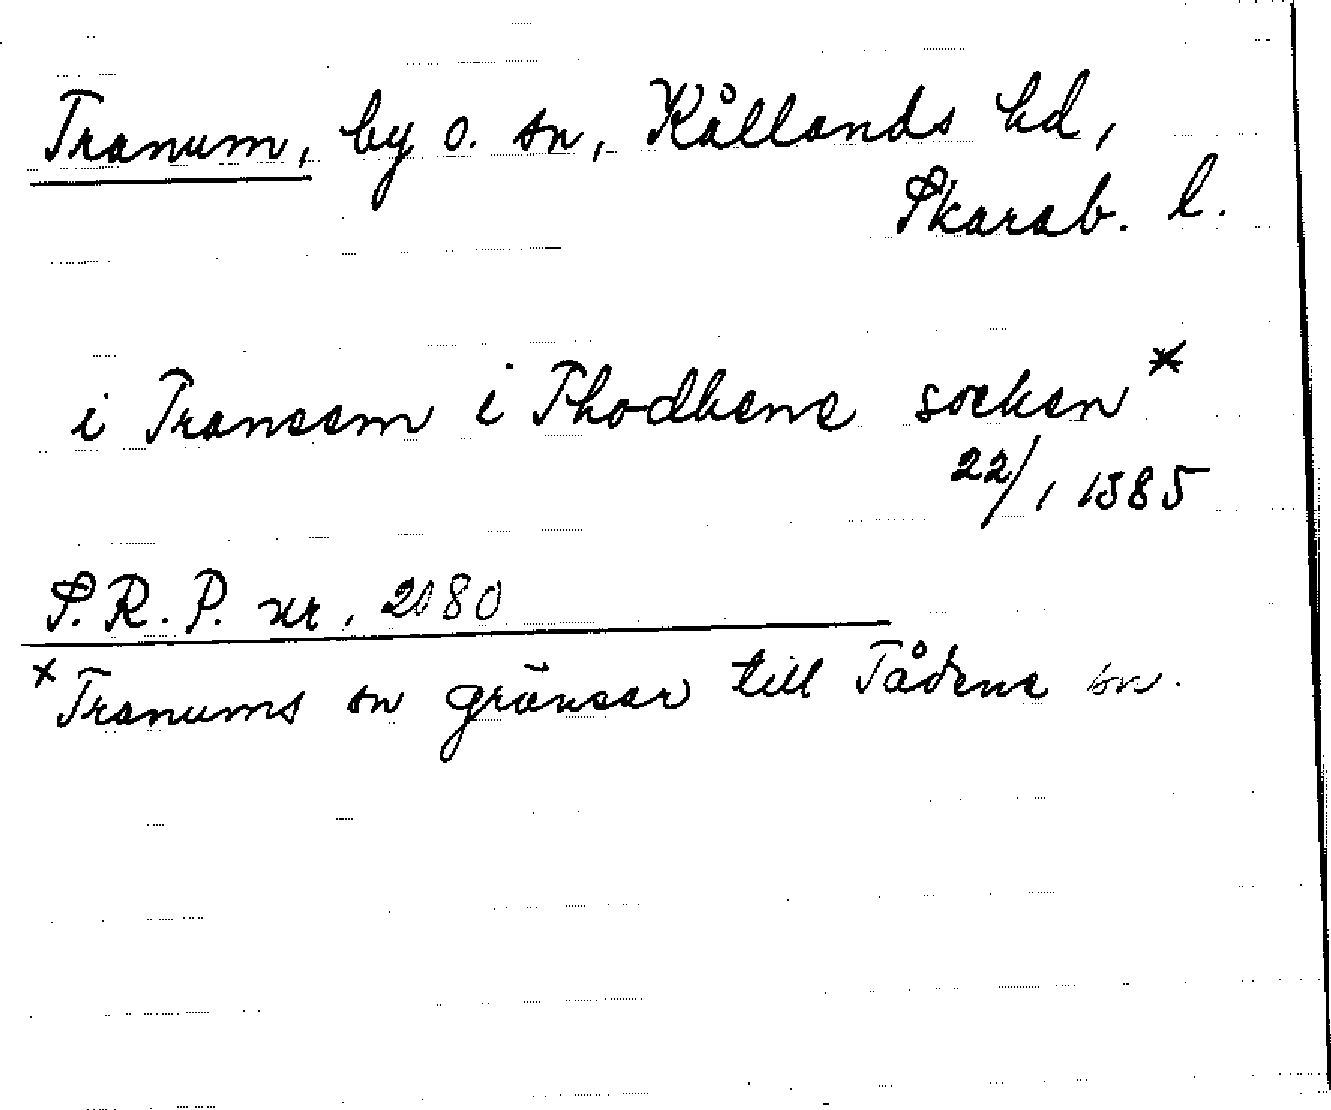 Tranum, by o. sn, Kållands hd,
Skarab. l.
i Traneem i Thodhene socken*
22/1 1385
S.R.P. nr. 2080
*Tranums sn gränsar till Tådene sn.